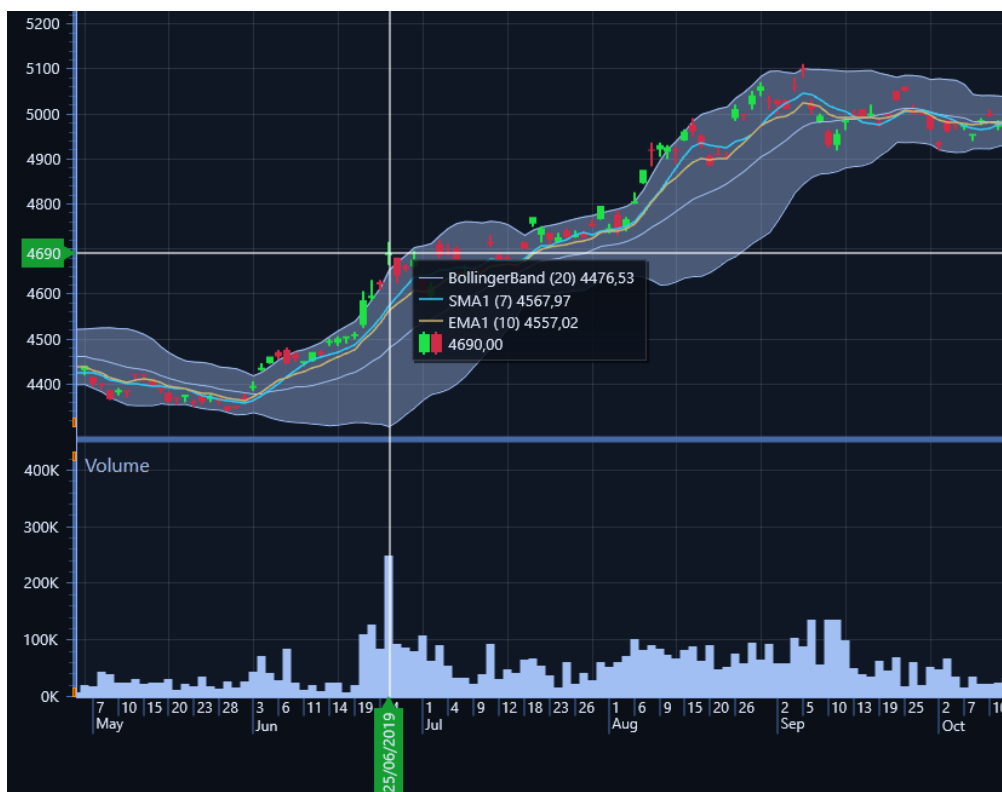 5200
5100
5000
4900
4800
4690
4600
4500
4400
BollingerBand (20) 4476,53
SMA1 (7) 4567,97
EMA1 (10) 4557,02
4690,00
Volume
400K
300K
200K
100K
0K
7 10 15 20 23 28 3 6 11 14 19 1 4 9 12 18 23 26 1 6 9 15 20 26 2 5 10 13 19 25 2 7
May Jun Jul Aug Sep Oct
25/06/2019